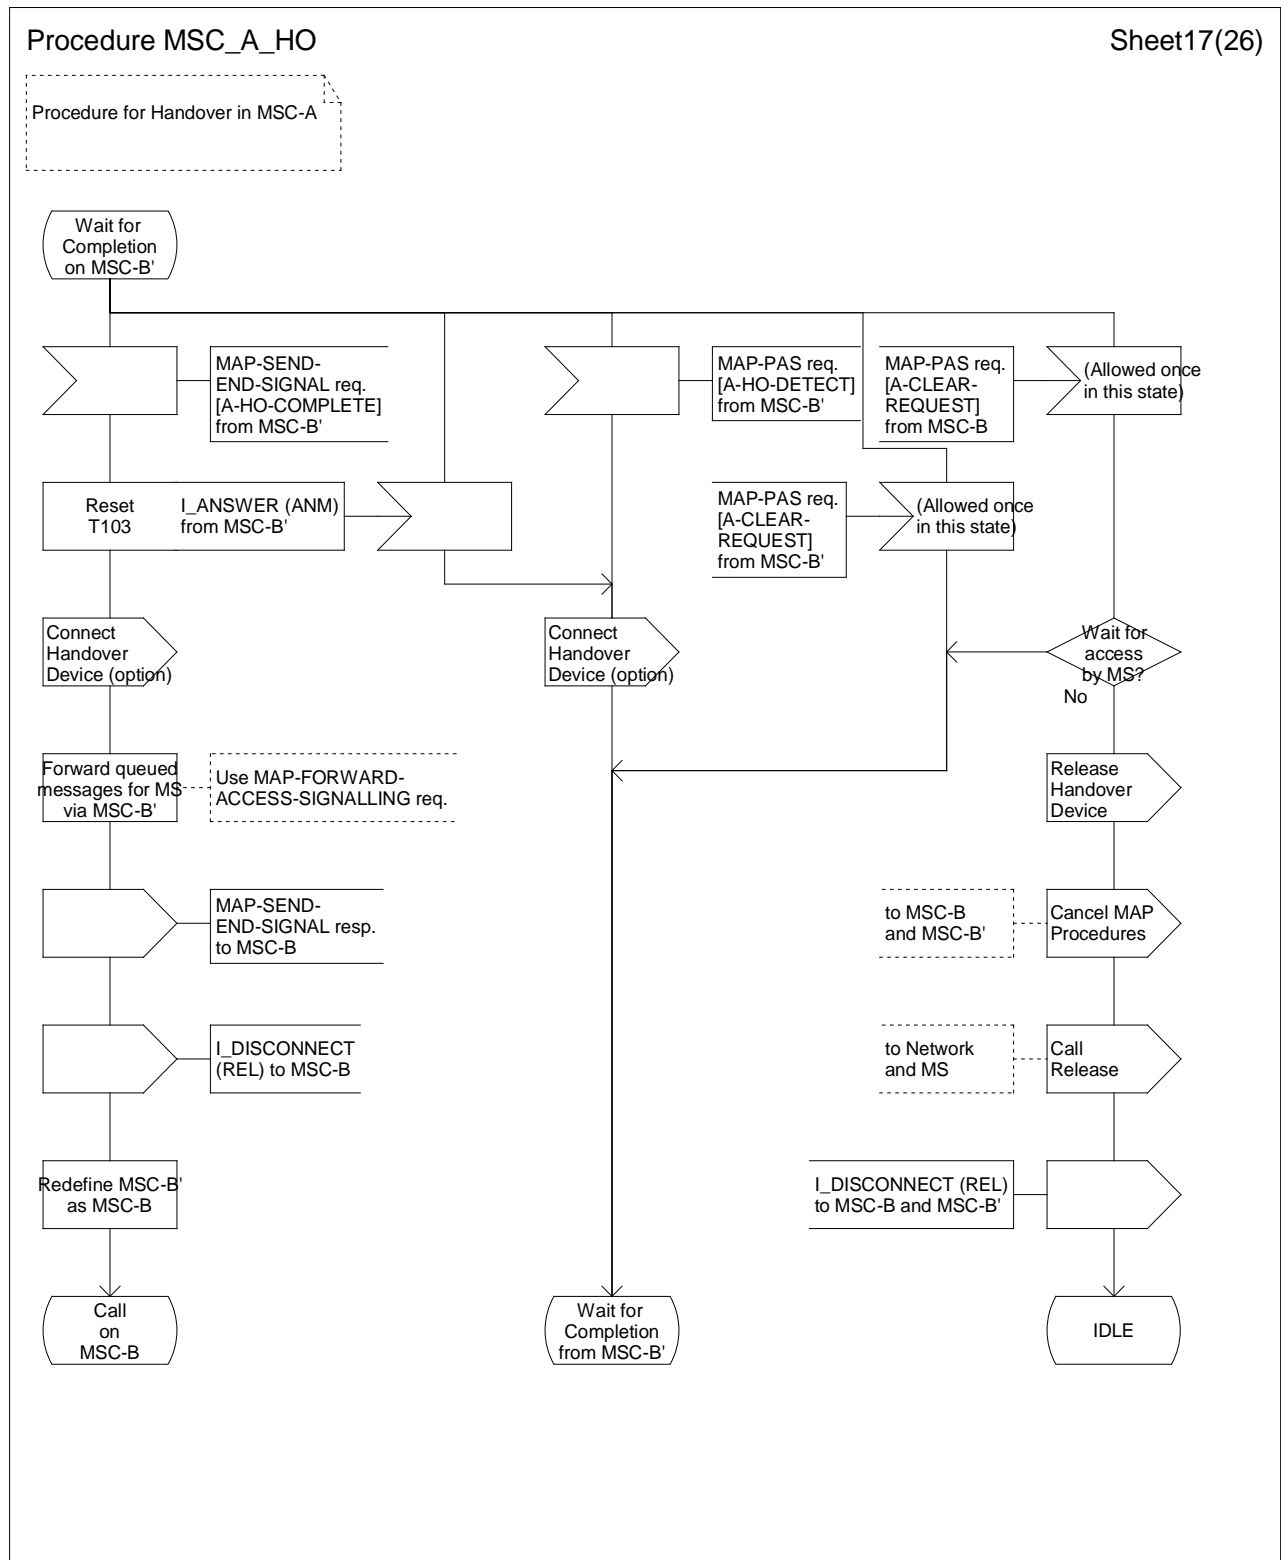 Procedure MSC_A_HO
Sheet17(26)
Procedure for Handover in MSC-A
Wait for
Completion
on MSC-B'
MAP-SEND-
END-SIGNAL req.
[A-HO-COMPLETE]
from MSC-B'
MAP-PAS req.
[A-HO-DETECT]
from MSC-B'
MAP-PAS req.
[A-CLEAR-
REQUEST]
from MSC-B
(Allowed once
in this state)
Reset
T103
I_ANSWER (ANM)
from MSC-B'
MAP-PAS req.
[A-CLEAR-
REQUEST]
from MSC-B'
(Allowed once
in this state)
Connect
Handover
Device (option)
Connect
Handover
Device (option)
Wait for
access
by MS?
No
Forward queued
messages for MS
via MSC-B'
Use MAP-FORWARD-
ACCESS-SIGNALLING req.
Release
Handover
Device
MAP-SEND-
END-SIGNAL resp.
to MSC-B
to MSC-B
and MSC-B'
Cancel MAP
Procedures
I_DISCONNECT
(REL) to MSC-B
to Network
and MS
Call
Release
Redefine MSC-B'
as MSC-B
I_DISCONNECT (REL)
to MSC-B and MSC-B'
Call
on
MSC-B
Wait for
Completion
from MSC-B'
IDLE